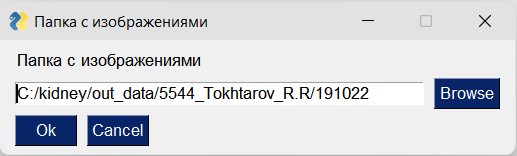 Папка с изображениями
Папка с изображениями
C:/kidney/out_data/5544_Tokhtarov_R.R/191022
Browse
Ok Cancel